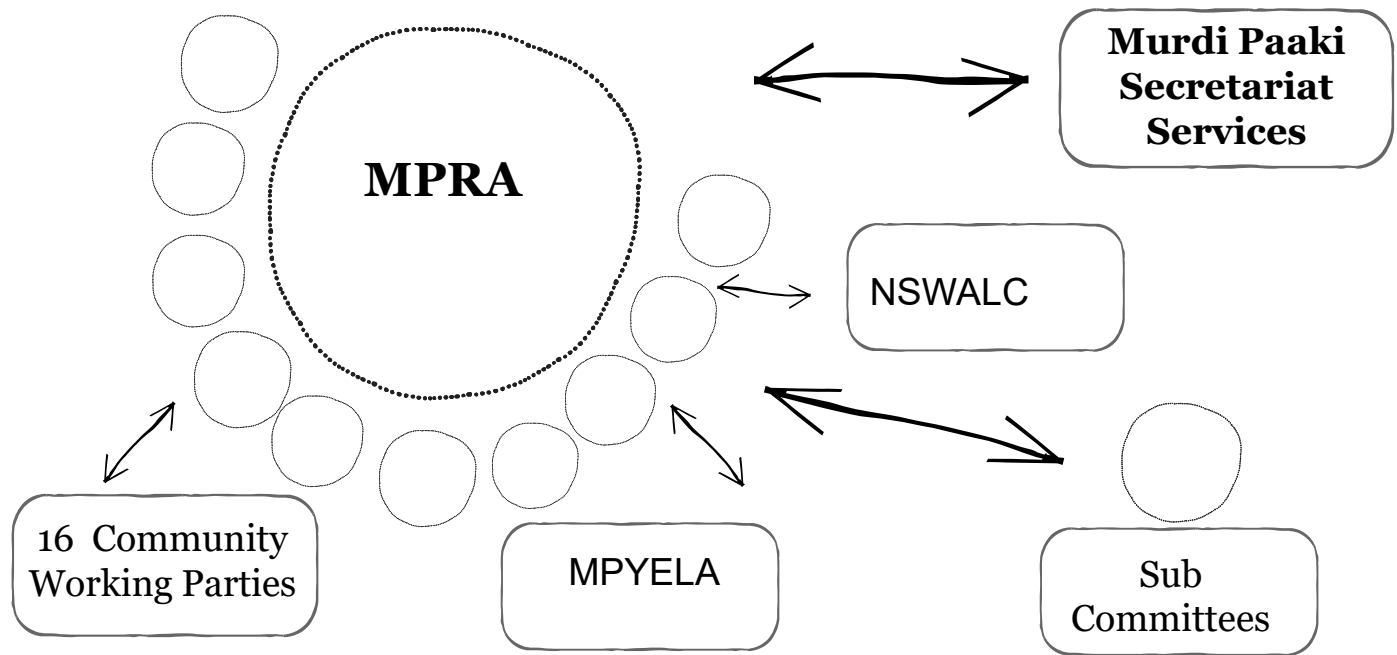 Murdi Paaki
Secretariat
Services
MPRA
NSWALC
16 Community
Working Parties
MPYELA
Sub
Committees